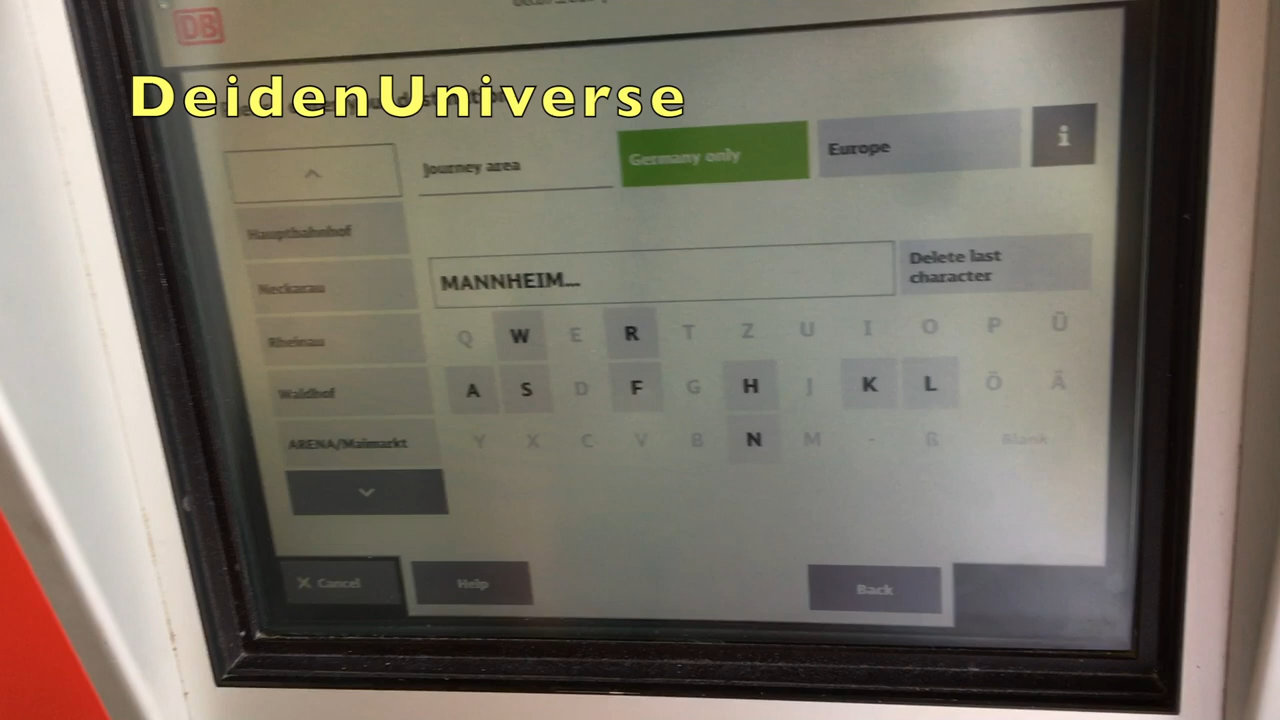 DB
DeidenUniverse
Journey area
Germany only
Europe
i
Hauptbahnhof
Neckarau
Rheinau
Waldhof
ARENA/Maimarkt
MANNHEIM...
Delete last
character
Q W E R T Z U I O P Ü
A S D F G H J K L Ö Ä
Y X C V B N M - ß Blank
X Cancel
Help
Back